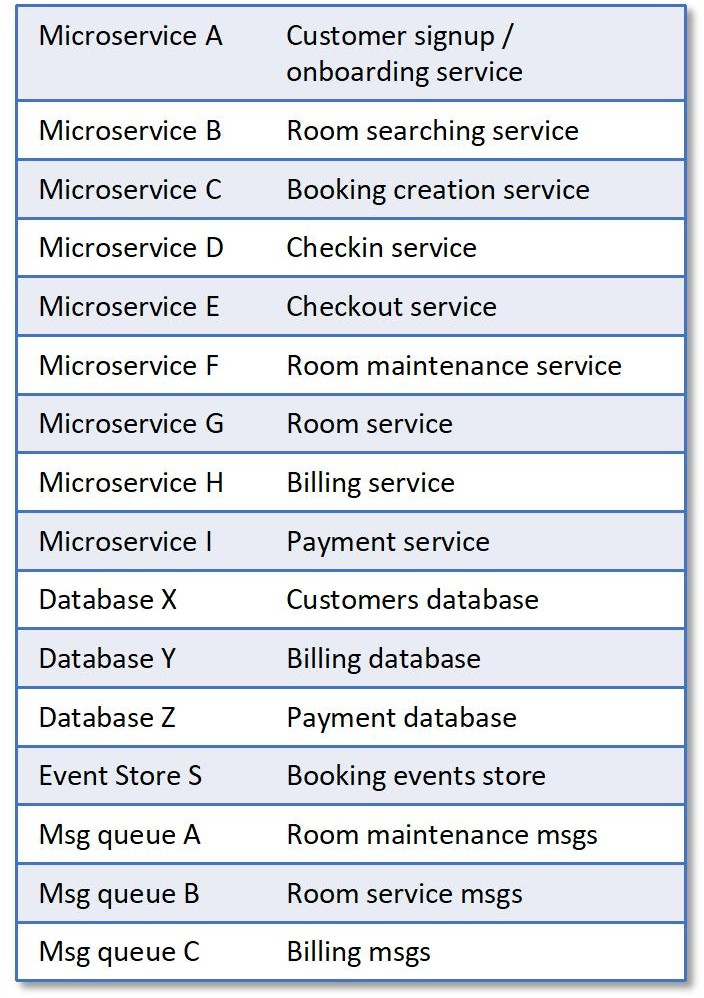 Microservice A Customer signup /
onboarding service
Microservice B Room searching service
Microservice C Booking creation service
Microservice D Checkin service
Microservice E Checkout service
Microservice F Room maintenance service
Microservice G Room service
Microservice H Billing service
Microservice I Payment service
Database X Customers database
Database Y Billing database
Database Z Payment database
Event Store S Booking events store
Msg queue A Room maintenance msgs
Msg queue B Room service msgs
Msg queue C Billing msgs